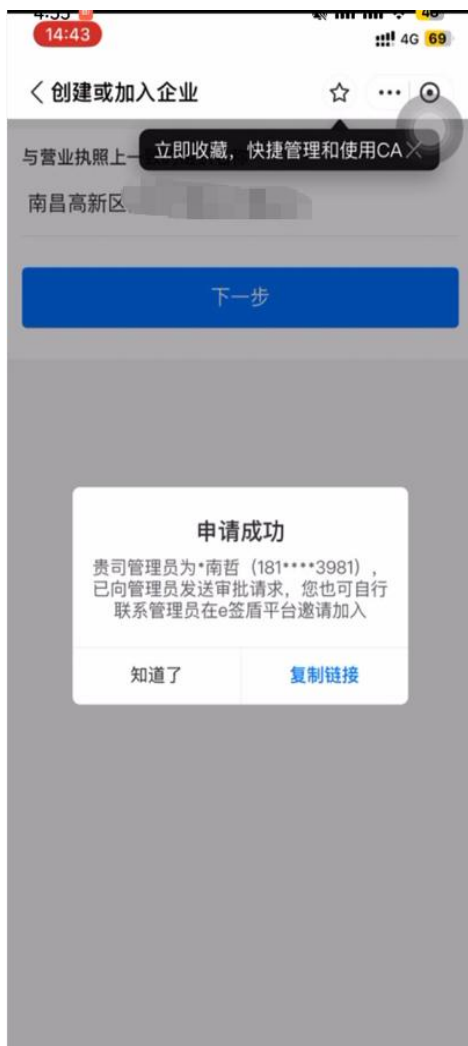 14:43
4G 69
创建或加入企业
立即收藏，快捷管理和使用CA
与营业执照上一
南昌高新区
下一步
申请成功
贵司管理员为*南哲（181****3981），
已向管理员发送审批请求，您也可自行
联系管理员在e签盾平台邀请加入
知道了
复制链接